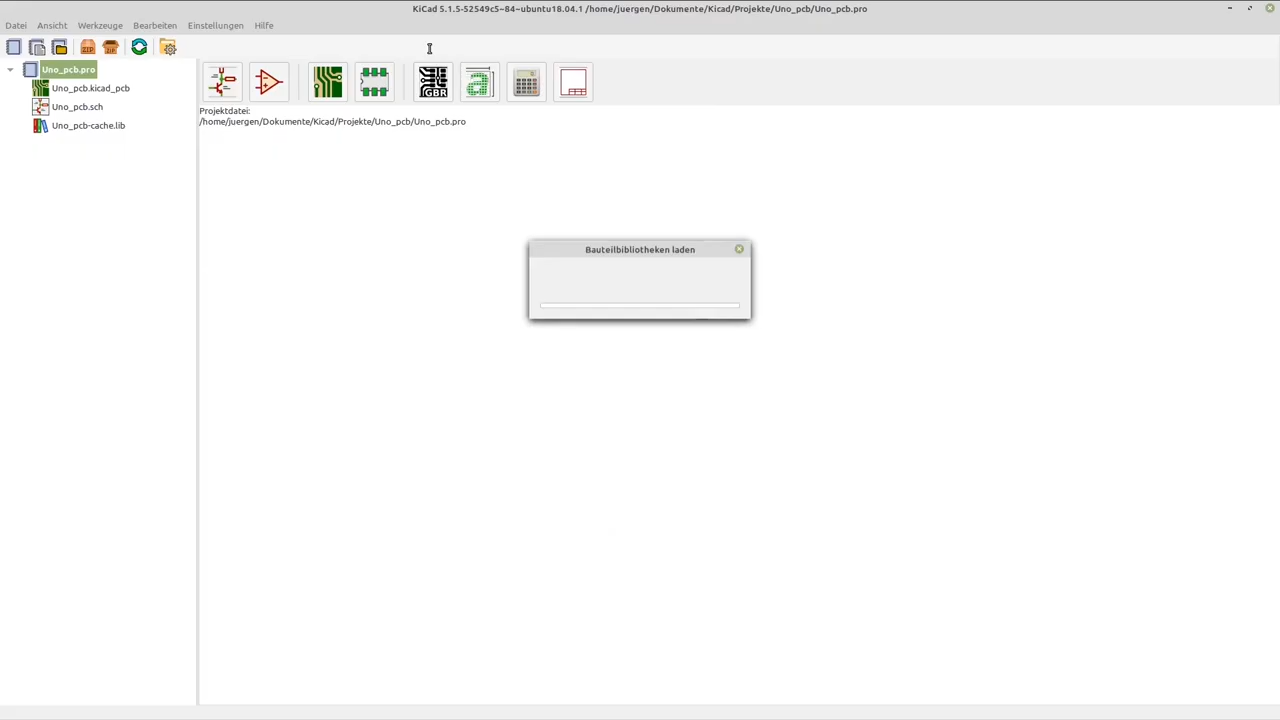 KiCad 5.1.5-52549c5~84~ubuntu18.04.1 /home/juergen/Dokumente/Kicad/Projekte/Uno_pcb/Uno_pcb.pro
Datei Ansicht Werkzeuge Bearbeiten Einstellungen Hilfe
ZIP ZIP
Uno_pcb.pro
Uno_pcb.kicad_pcb
Uno_pcb.sch
Uno_pcb-cache.lib
GBR a
Projektdatei:
/home/juergen/Dokumente/Kicad/Projekte/Uno_pcb/Uno_pcb.pro
Bauteilbibliotheken laden